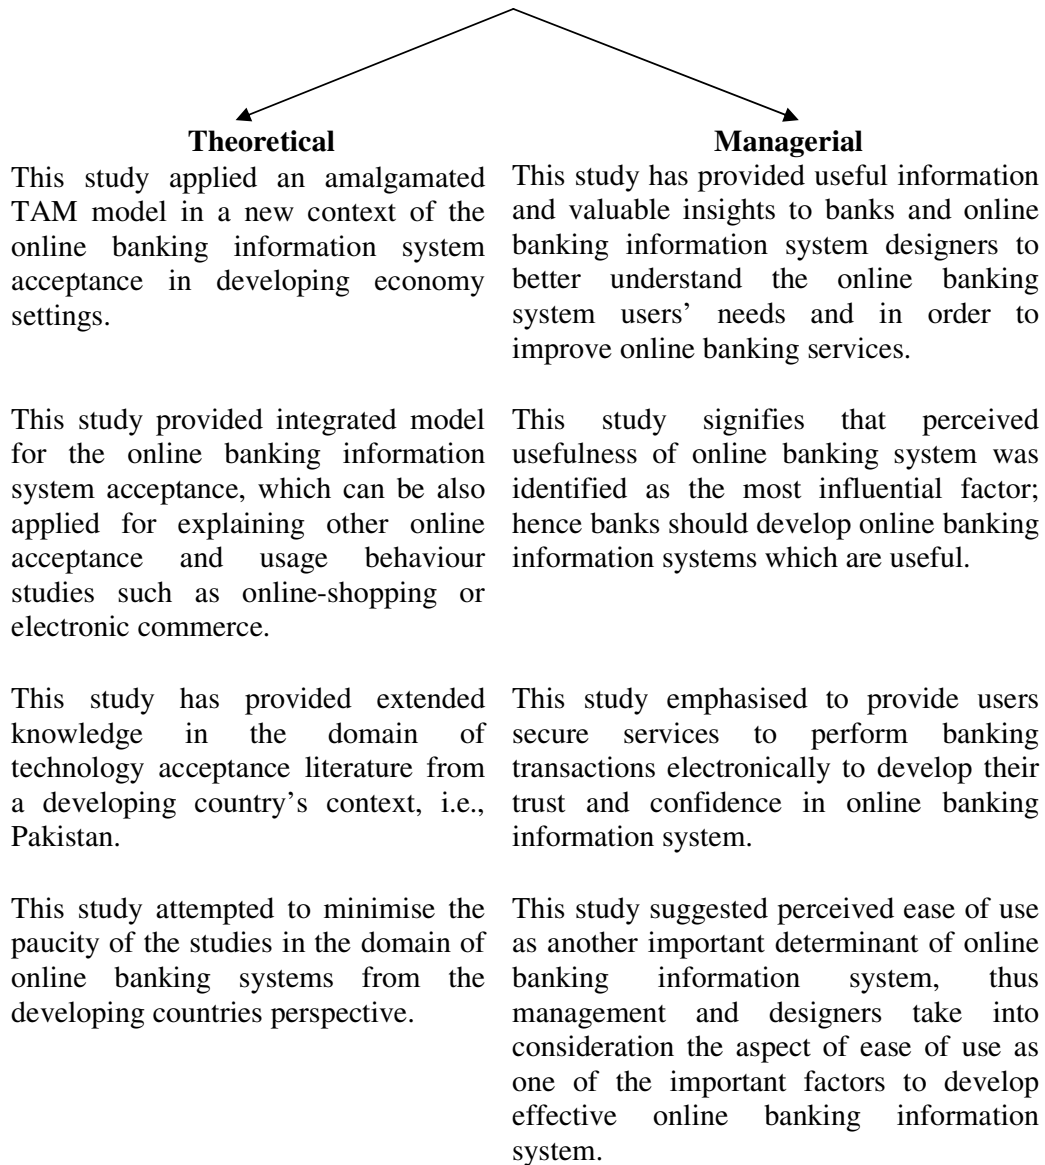 Theoretical
This study applied an amalgamated
TAM model in a new context of the
online banking information system
acceptance in developing economy
settings.
This study provided integrated model
for the online banking information
system acceptance, which can be also
applied for explaining other online
acceptance and usage behaviour
studies such as online-shopping or
electronic commerce.
This study has provided extended
knowledge in the domain of
technology acceptance literature from
a developing country’s context, i.e.,
Pakistan.
This study attempted to minimise the
paucity of the studies in the domain of
online banking systems from the
developing countries perspective.
Managerial
This study has provided useful information
and valuable insights to banks and online
banking information system designers to
better understand the online banking
system users’ needs and in order to
improve online banking services.
This study signifies that perceived
usefulness of online banking system was
identified as the most influential factor;
hence banks should develop online banking
information systems which are useful.
This study emphasised to provide users
secure services to perform banking
transactions electronically to develop their
trust and confidence in online banking
information system.
This study suggested perceived ease of use
as another important determinant of online
banking information system, thus
management and designers take into
consideration the aspect of ease of use as
one of the important factors to develop
effective online banking information
system.